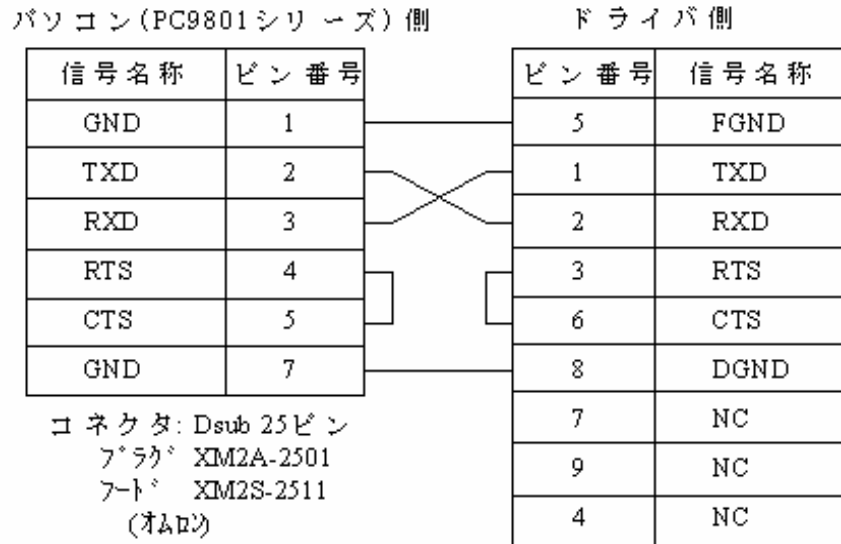 パソコン(PC9801シリーズ)側
ドライバ側
信号名称 ピン番号
ピン番号 信号名称
GND 1
5 FGND
TXD 2
1 TXD
RXD 3
2 RXD
RTS 4
3 RTS
CTS 5
6 CTS
GND 7
8 DGND
7 NC
9 NC
4 NC
コネクタ: Dsub 25ピン
プラグ XM2A-2501
フード XM2S-2511
(オムロン)